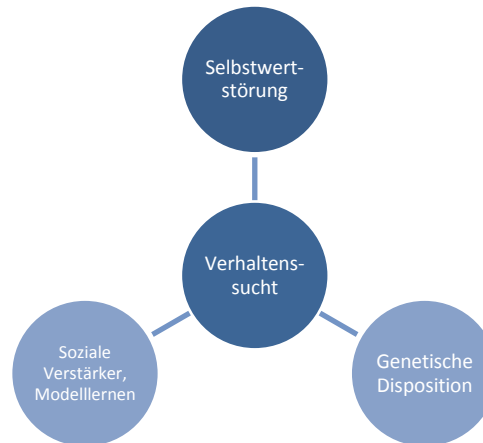 Selbstwert-
störung
Verhaltens-
sucht
Soziale
Verstärker,
Modelllernen
Genetische
Disposition